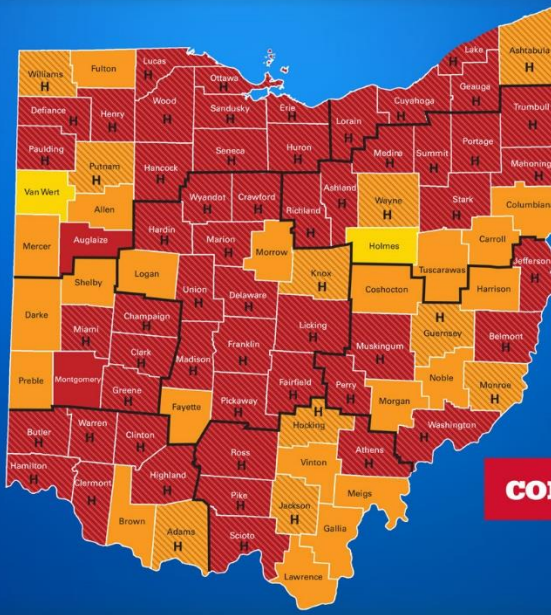 Lake
H
Ashtabula
H
Williams
H
Fulton
Lucas
H
Ottawa
H
Geauga
H
Cuyahoga
H
Defiance
H
Henry
H
Wood
H
Sandusky
H
Erie
H
Lorain
H
Trumbull
H
Paulding
H
Putnam
H
Hancock
H
Seneca
H
Huron
H
Medina
H
Summit
H
Portage
H
Mahoning
H
Van Wert
Allen
Wyandot
H
Crawford
H
Richland
H
Ashland
H
Wayne
H
Stark
H
Columbian
Mercer
Auglaize
Hardin
H
Marion
H
Morrow
Knox
H
Holmes
Tuscarawas
Carroll
Jefferson
H
Shelby
Logan
Union
H
Delaware
H
Coshocton
Harrison
Darke
Miami
H
Champaign
H
Licking
H
Muskingum
H
Guernsey
H
Belmont
H
Clark
H
Madison
H
Franklin
H
Preble
Montgomery
Greene
H
Fayette
Pickaway
H
Fairfield
H
Perry
H
Morgan
Noble
Monroe
H
Butler
H
Warren
H
Clinton
H
Hocking
H
Washington
H
Hamilton
H
Clermont
H
Highland
H
Ross
H
Athens
H
Vinton
Brown
Adams
H
Pike
H
Jackson
H
Meigs
Scioto
H
Gallia
Lawrence
COI